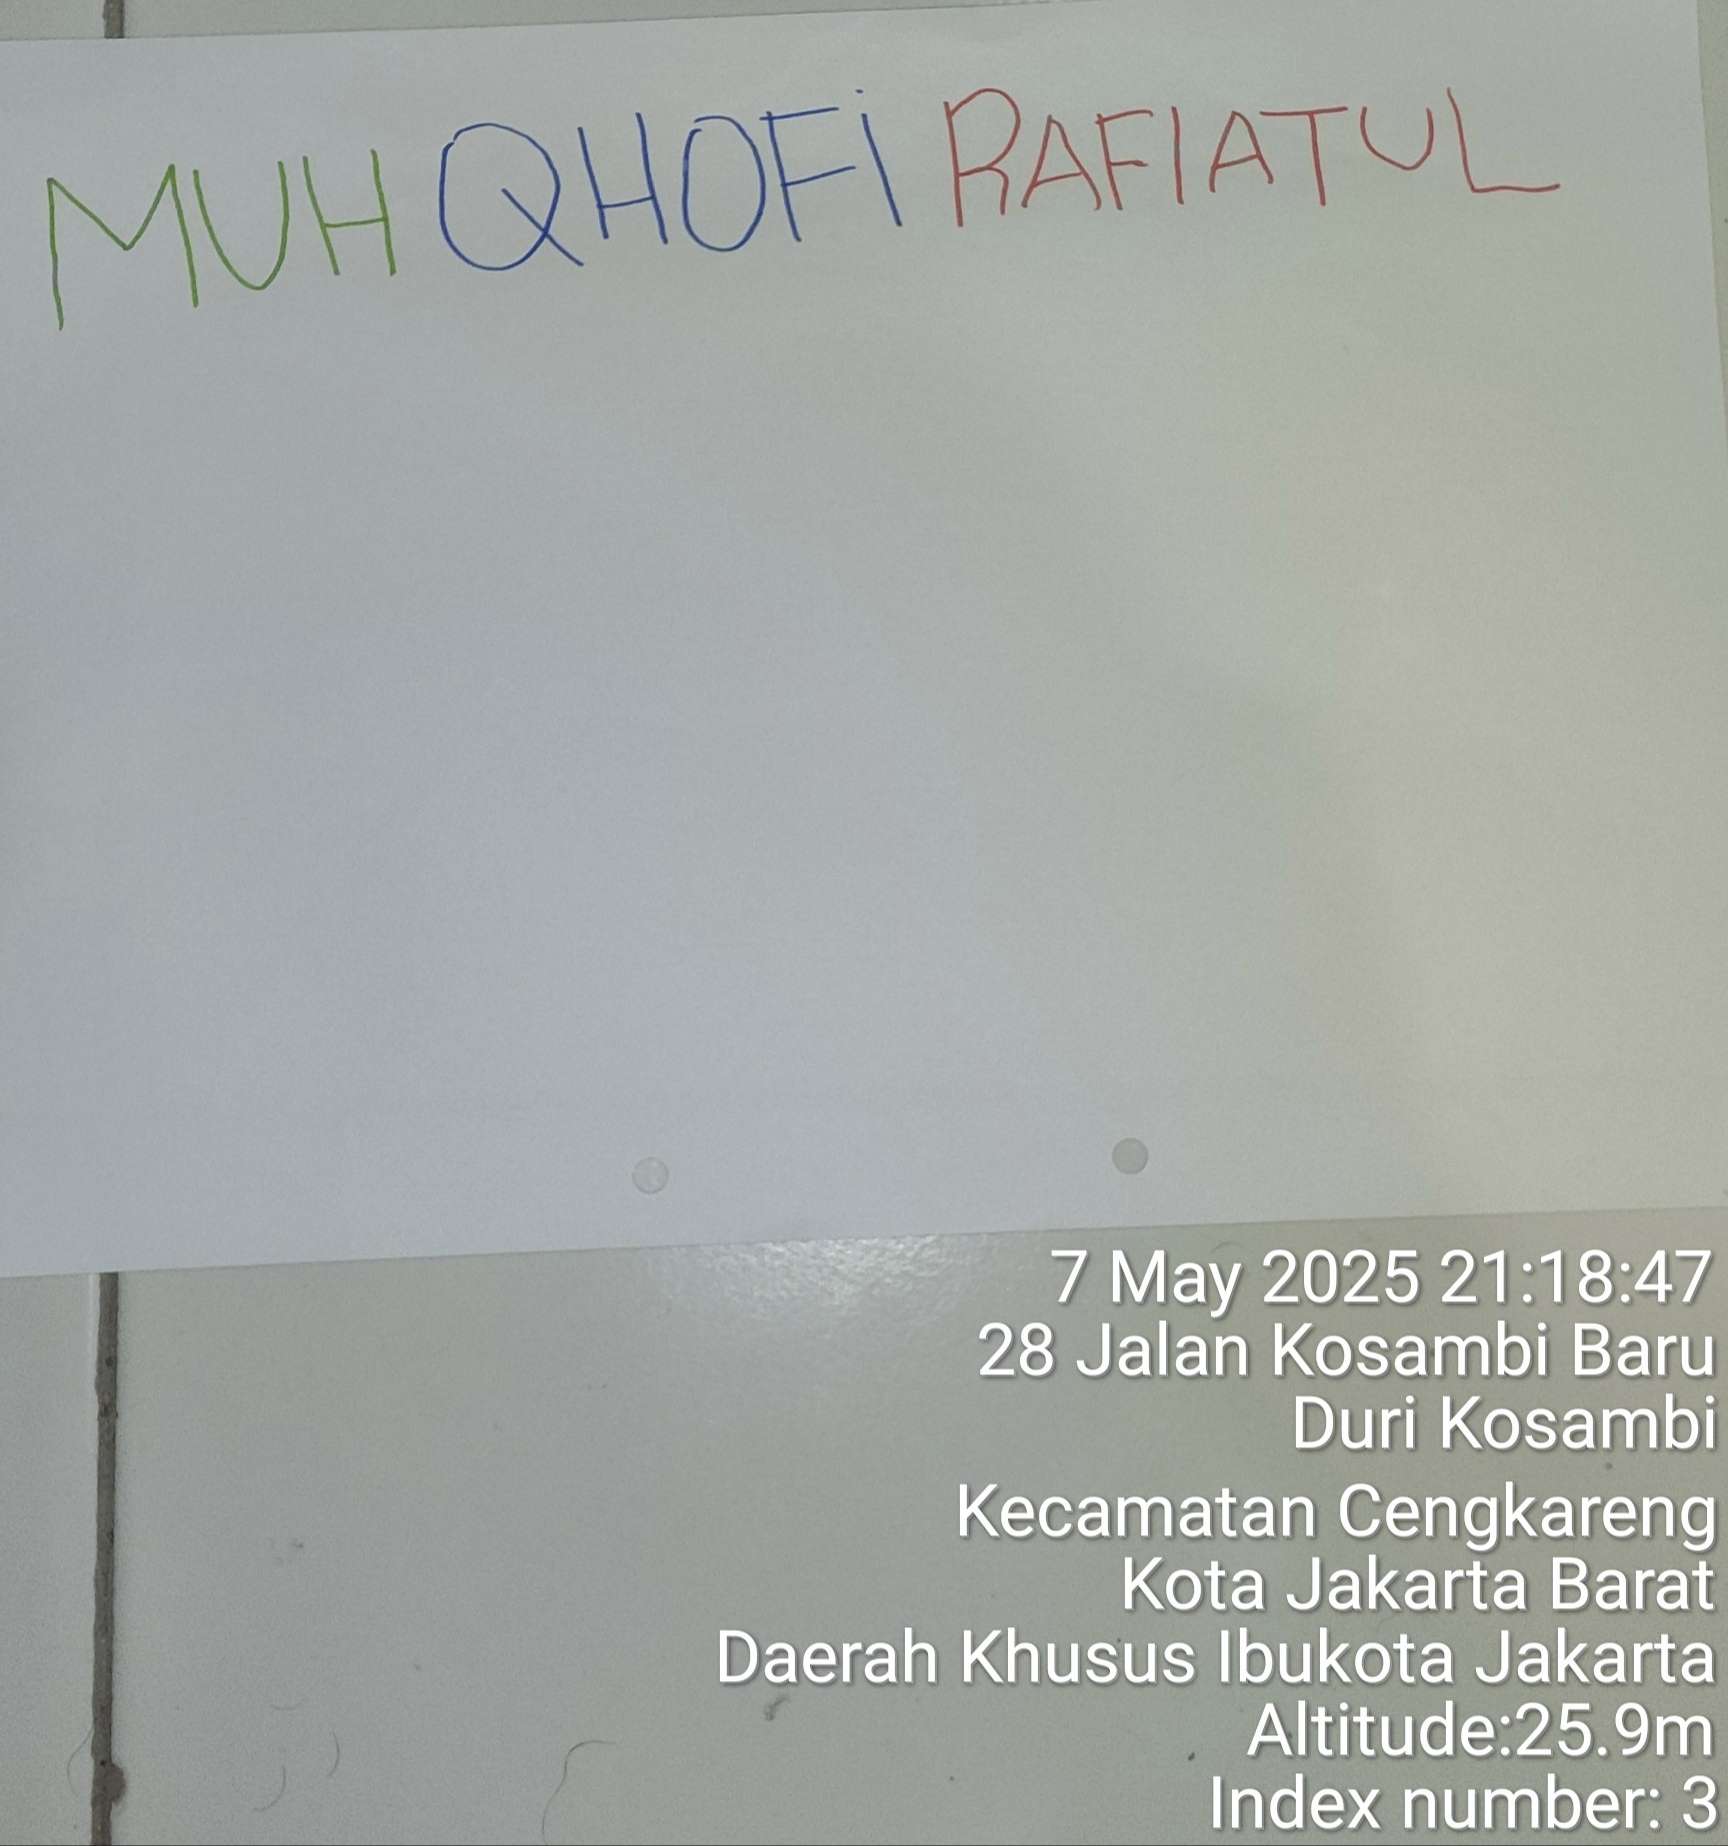 MUH QHOFi RAFIATUL
7 May 2025 21:18:47
28 Jalan Kosambi Baru
Duri Kosambi
Kecamatan Cengkareng
Kota Jakarta Barat
Daerah Khusus Ibukota Jakarta
Altitude:25.9m
Index number: 3